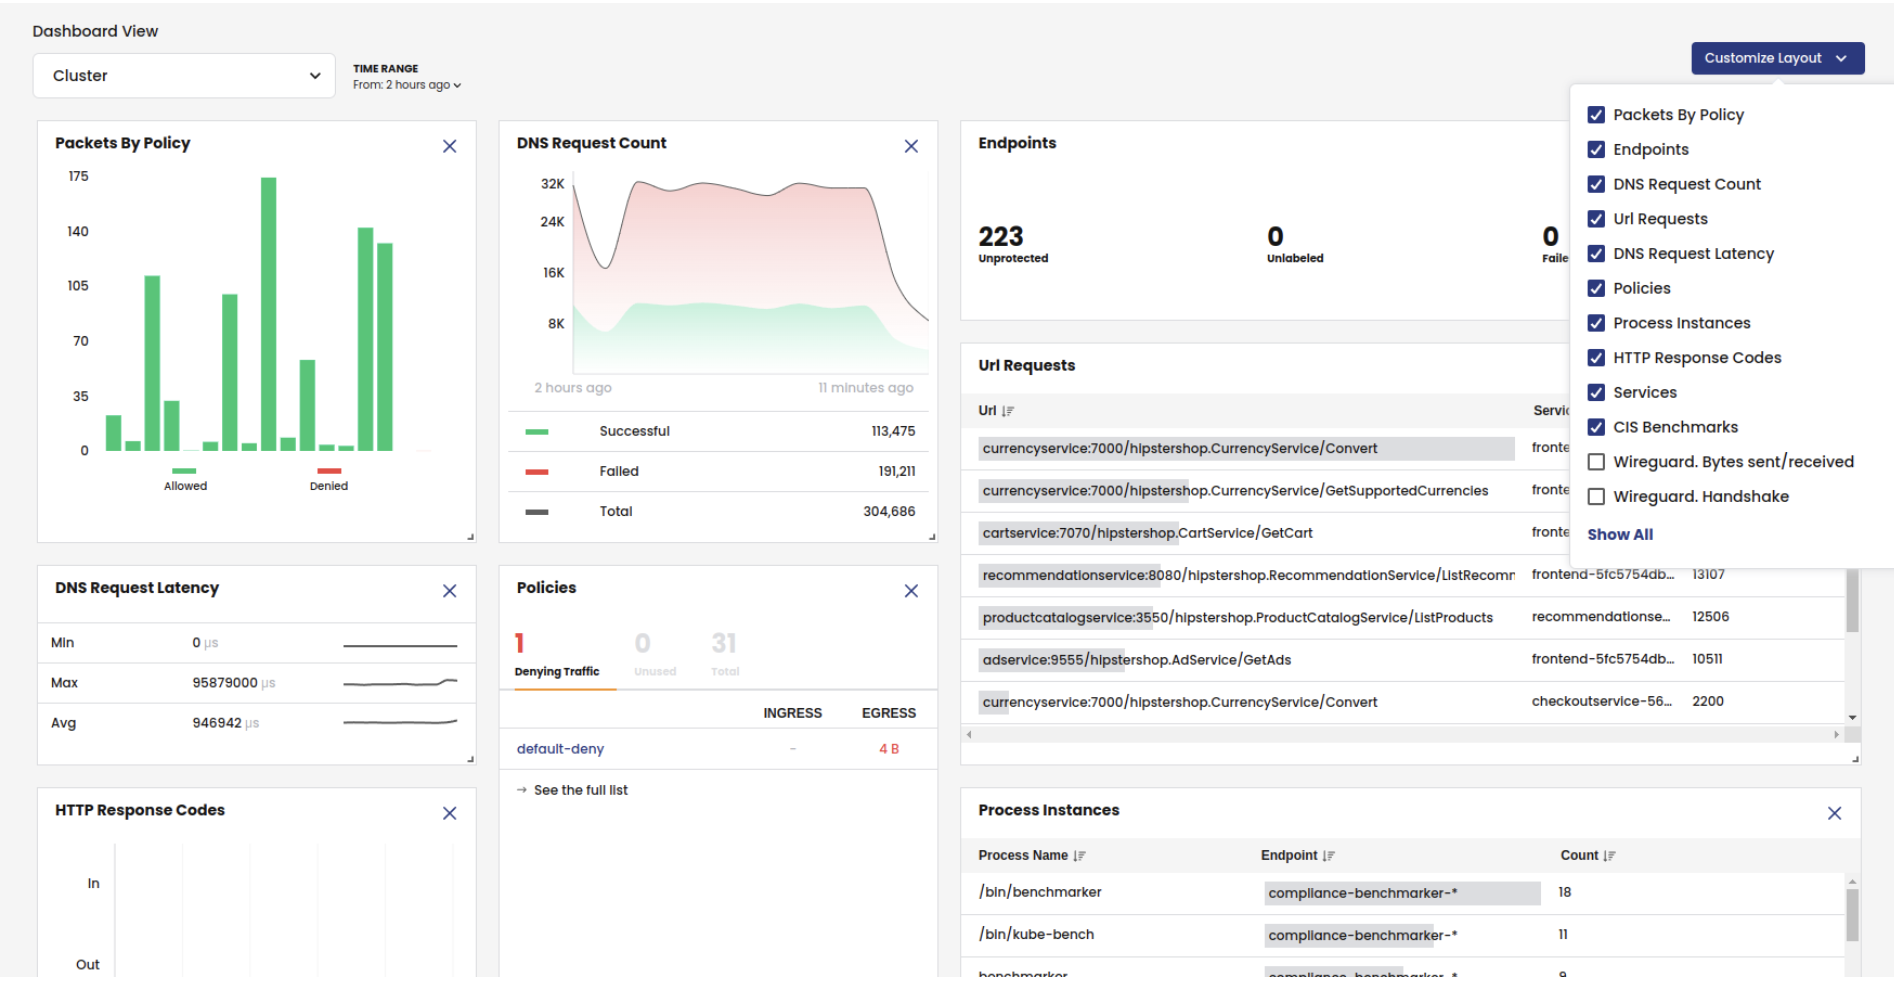 Dashboard View
Cluster
TIME RANGE
From: 2 hours ago
Customize Layout
Packets By Policy
Endpoints
DNS Request Count
Url Requests
DNS Request Latency
Policies
Process Instances
HTTP Response Codes
Services
CIS Benchmarks
Wireguard. Bytes sent/received
Wireguard. Handshake
Show All
Packets By Policy
175
140
105
70
35
0
Allowed
Denied
DNS Request Count
32K
24K
16K
8K
2 hours ago 11 minutes ago
Successful 113,475
Failed 191,211
Total 304,686
Endpoints
223 0 0
Unprotected Unlabeled Faile
Url Requests
Url Servic
currencyservice:7000/hipstershop.CurrencyService/Convert fronte
currencyservice:7000/hipstershop.CurrencyService/GetSupportedCurrencies fronte
cartservice:7070/hipstershop.CartService/GetCart fronte
recommendationservice:8080/hipstershop.RecommendationService/ListRecomm frontend-5fc5754db... 13107
productcatalogservice:3550/hipstershop.ProductCatalogService/ListProducts recommendationse... 12506
adservice:9555/hipstershop.AdService/GetAds frontend-5fc5754db... 10511
currencyservice:7000/hipstershop.CurrencyService/Convert checkoutservice-56... 2200
DNS Request Latency
Min 0 µs
Max 95879000 µs
Avg 946942 µs
Policies
1 0 31
Denying Traffic Unused Total
INGRESS EGRESS
default-deny - 4 B
→ See the full list
HTTP Response Codes
In
Out
Process Instances
Process Name Endpoint Count
/bin/benchmarker compliance-benchmarker-* 18
/bin/kube-bench compliance-benchmarker-* 11
benchmarker compliance-benchmarker-* 9